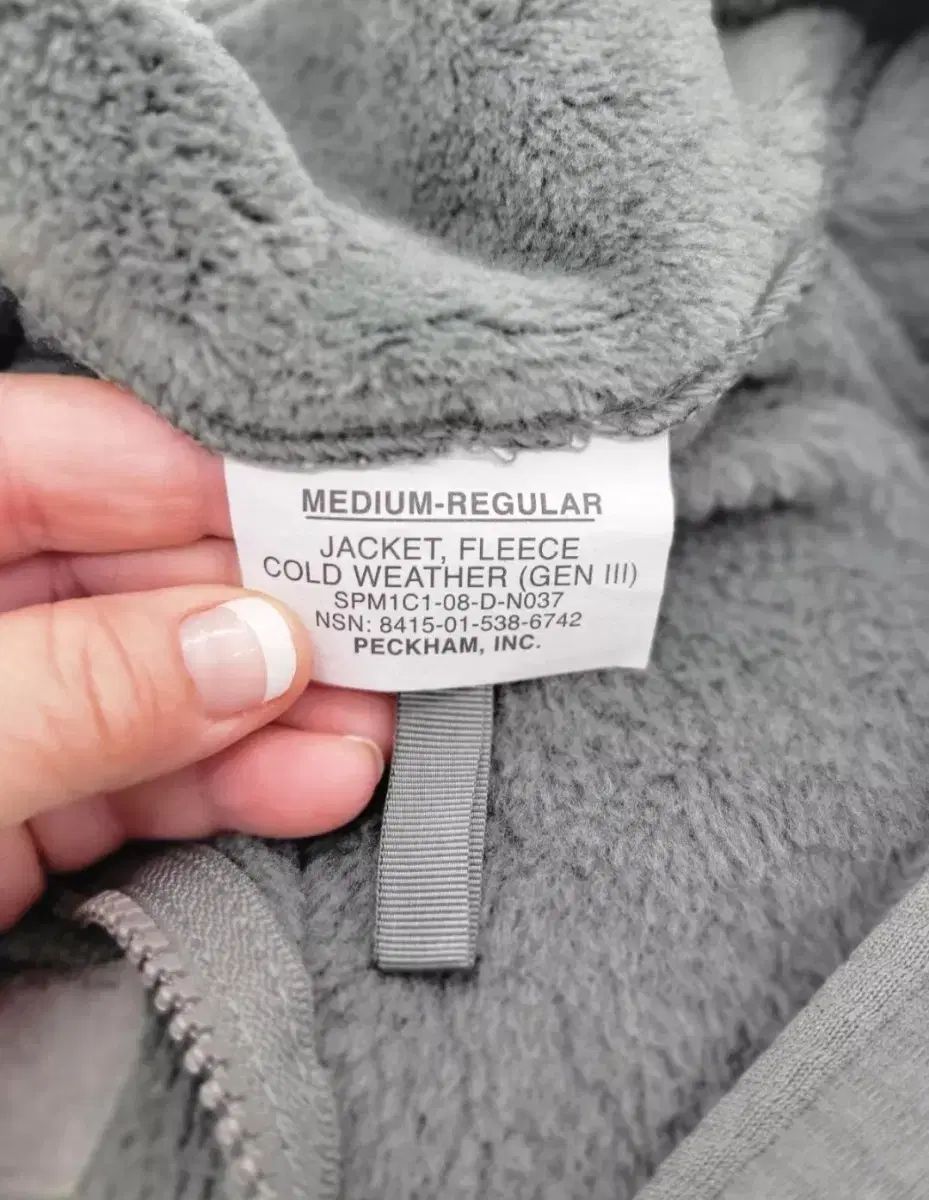 MEDIUM-REGULAR
JACKET, FLEECE
COLD WEATHER (GEN III)
SPM1C1-08-D-N037
NSN: 8415-01-538-6742
PECKHAM, INC.